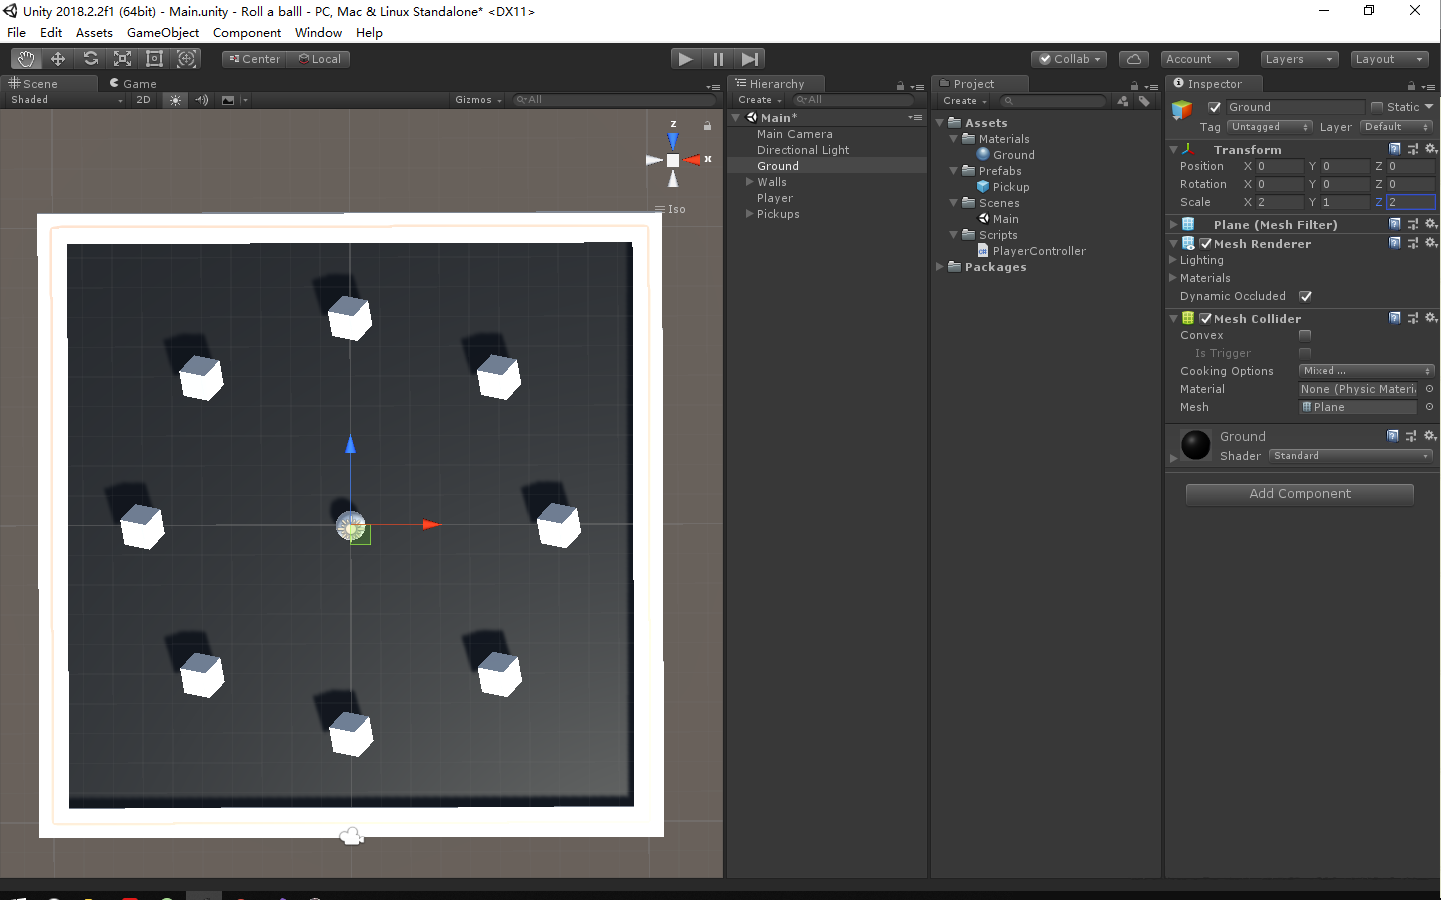 Unity 2018.2.2f1 (64bit) - Main.unity - Roll a balll - PC, Mac & Linux Standalone* <DX11>
File Edit Assets GameObject Component Window Help
Center Local Collab Account Layers Layout
Scene Game
Shaded 2D Gizmos All
z
x
Iso
Hierarchy
Create All
Main*
Main Camera
Directional Light
Ground
Walls
Player
Pickups
Project
Create
Assets
Materials
Ground
Prefabs
Pickup
Scenes
Main
Scripts
PlayerController
Packages
Inspector
Ground Static
Tag Untagged Layer Default
Transform
Position X 0 Y 0 Z 0
Rotation X 0 Y 0 Z 0
Scale X 2 Y 1 Z 2
Plane (Mesh Filter)
Mesh Renderer
Lighting
Materials
Dynamic Occluded
Mesh Collider
Convex
Is Trigger
Cooking Options Mixed ...
Material None (Physic Materi
Mesh Plane
Ground
Shader Standard
Add Component